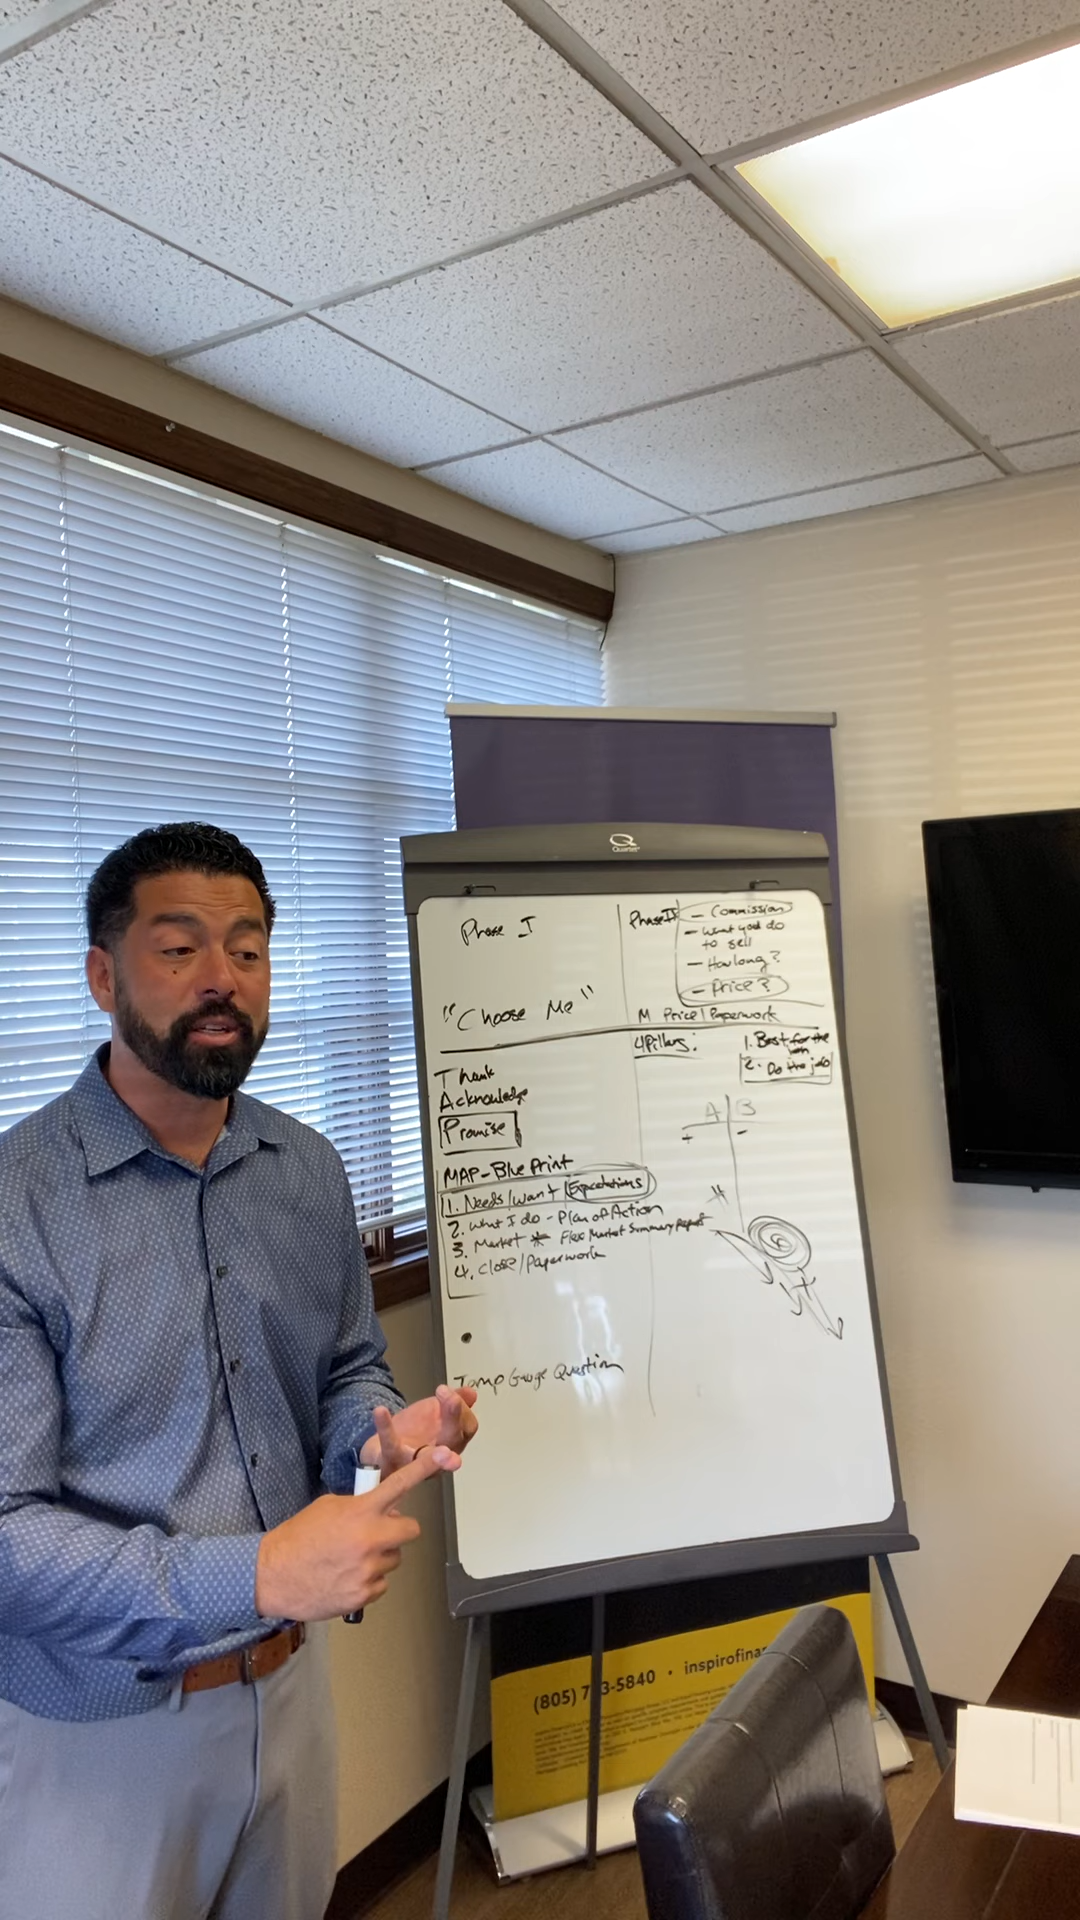 Quartet
Phase I
"Choose Me"
Phase II
- Commission
- What you do
to sell
- How long?
- Price?
M Price/Paperwork
Thank
Acknowledge
Promise
MAP-Blue Print
1. Needs/Want/Expectations
2. What I do - Plan of Action
3. Market * Flex Market Summary Report
4. Close/Paperwork
Temp Gauge Question
4 Pillars:
1. Best for the
2. Do the job
A B
+ -
(805) 7 3-5840 · inspirofina